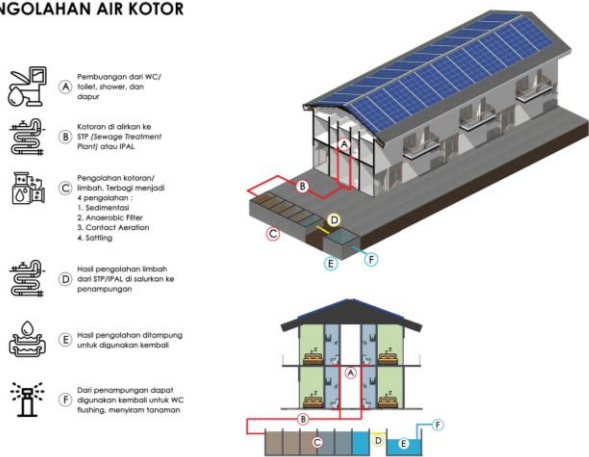 NGOLAHAN AIR KOTOR
A
Pembuangan dari WC/
toilet, shower, dan
dapur
B
Kotoran di alirkan ke
STP (Sewage Treatment
Plant) atau IPAL
C
Pengolahan kotoran/
limbah. Terbagi menjadi
4 pengolahan :
1. Sedimentasi
2. Anaerobic Filter
3. Contact Aeration
4. Sattling
D
Hasil pengolahan limbah
dari STP/IPAL di salurkan ke
penampungan
E
Hasil pengolahan ditampung
untuk digunakan kembali
F
Dari penampungan dapat
digunakan kembali untuk WC
flushing, menyiram tanaman
A
B
C
D
E
F
A
B
C
D
E
F